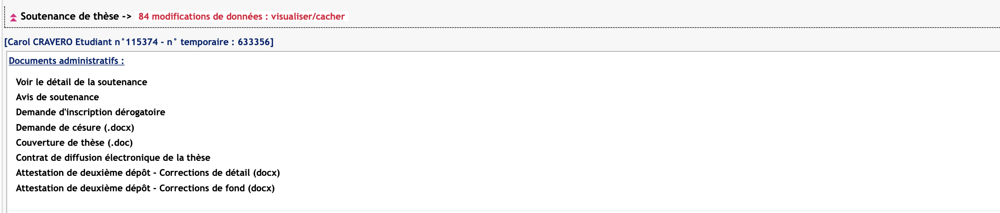 Soutenance de thèse -> 84 modifications de données : visualiser/cacher
[Carol CRAVERO Etudiant n°115374 - n° temporaire : 633356]
Documents administratifs :
Voir le détail de la soutenance
Avis de soutenance
Demande d'inscription dérogatoire
Demande de césure (.docx)
Couverture de thèse (.doc)
Contrat de diffusion électronique de la thèse
Attestation de deuxième dépôt - Corrections de détail (docx)
Attestation de deuxième dépôt - Corrections de fond (docx)